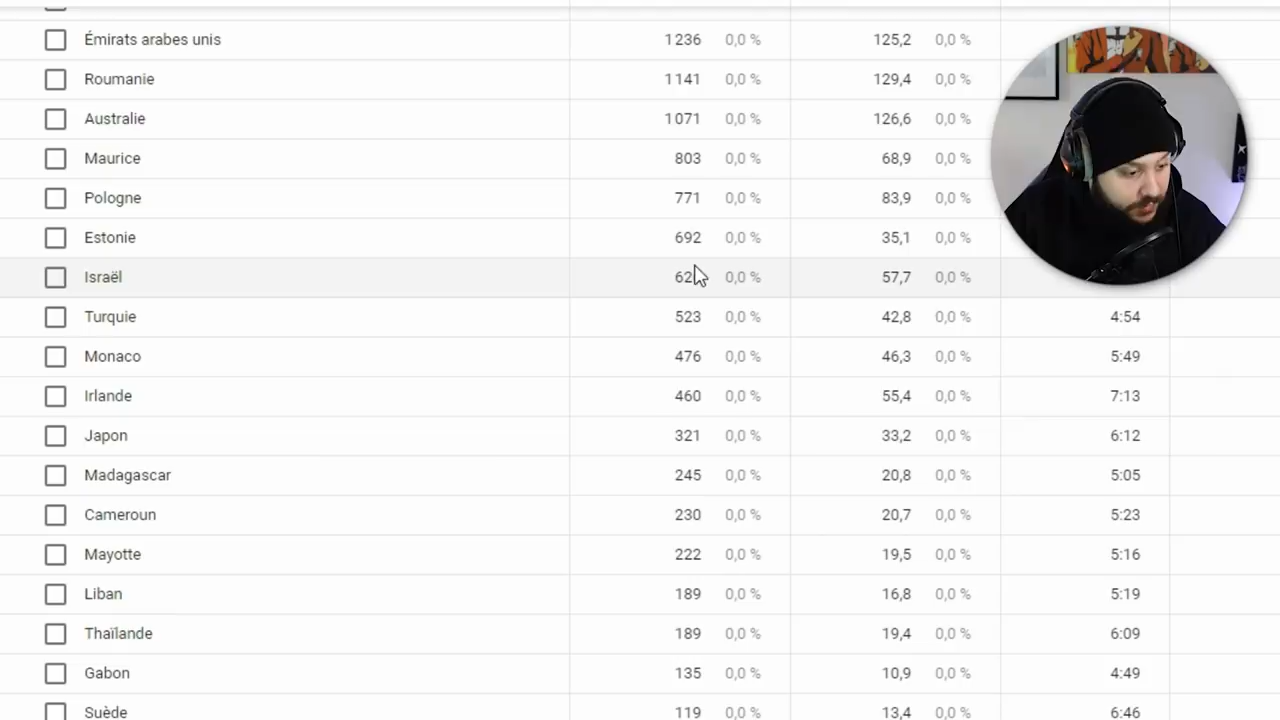 Émirats arabes unis 1236 0,0 % 125,2 0,0 %
Roumanie 1141 0,0 % 129,4 0,0 %
Australie 1071 0,0 % 126,6 0,0 %
Maurice 803 0,0 % 68,9 0,0 %
Pologne 771 0,0 % 83,9 0,0 %
Estonie 692 0,0 % 35,1 0,0 %
Israël 0,0 % 57,7 0,0 %
Turquie 523 0,0 % 42,8 0,0 % 4:54
Monaco 476 0,0 % 46,3 0,0 % 5:49
Irlande 460 0,0 % 55,4 0,0 % 7:13
Japon 321 0,0 % 33,2 0,0 % 6:12
Madagascar 245 0,0 % 20,8 0,0 % 5:05
Cameroun 230 0,0 % 20,7 0,0 % 5:23
Mayotte 222 0,0 % 19,5 0,0 % 5:16
Liban 189 0,0 % 16,8 0,0 % 5:19
Thaïlande 189 0,0 % 19,4 0,0 % 6:09
Gabon 135 0,0 % 10,9 0,0 % 4:49
Suède 119 0,0 % 13,4 0,0 % 6:46